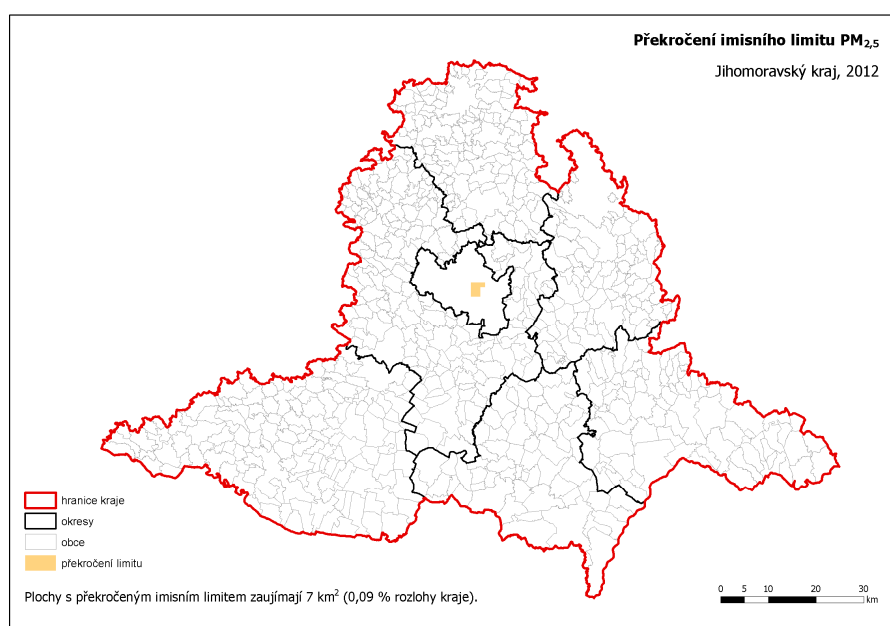 Překročení imisního limitu PM2,5
Jihomoravský kraj, 2012
hranice kraje
okresy
obce
překročení limitu
Plochy s překročeným imisním limitem zaujímají 7 km² (0,09 % rozlohy kraje).
0 5 10 20 30
km